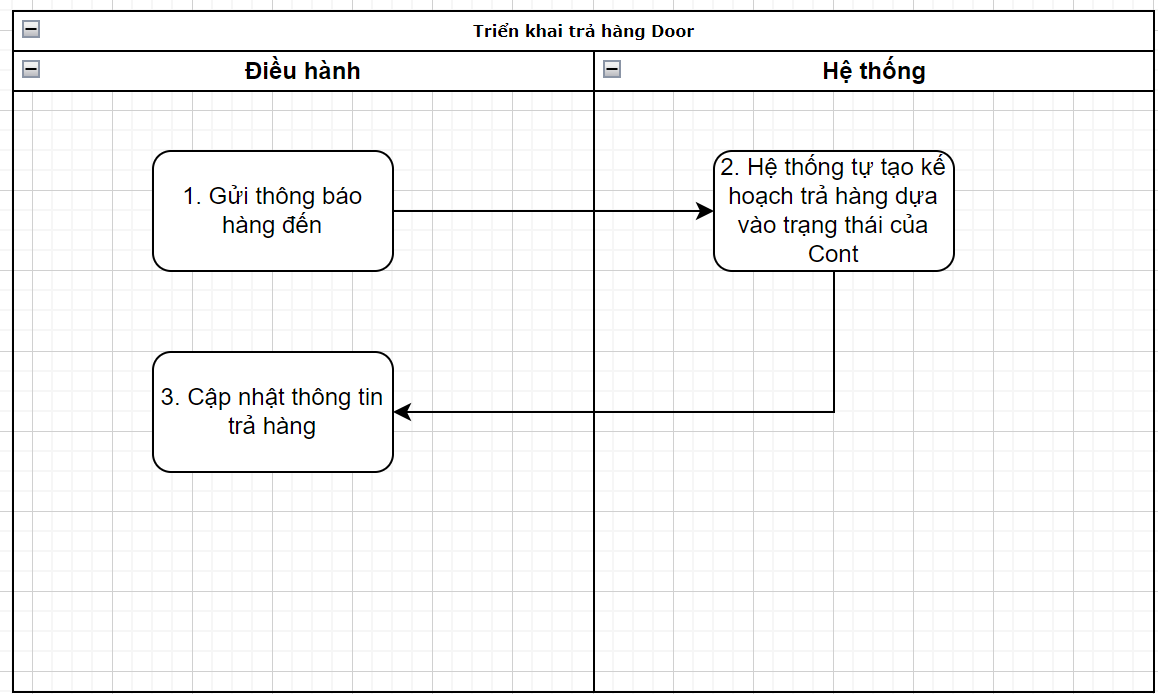 Triển khai trả hàng Door
Điều hành
Hệ thống
1. Gửi thông báo
hàng đến
2. Hệ thống tự tạo kế
hoạch trả hàng dựa
vào trạng thái của
Cont
3. Cập nhật thông tin
trả hàng